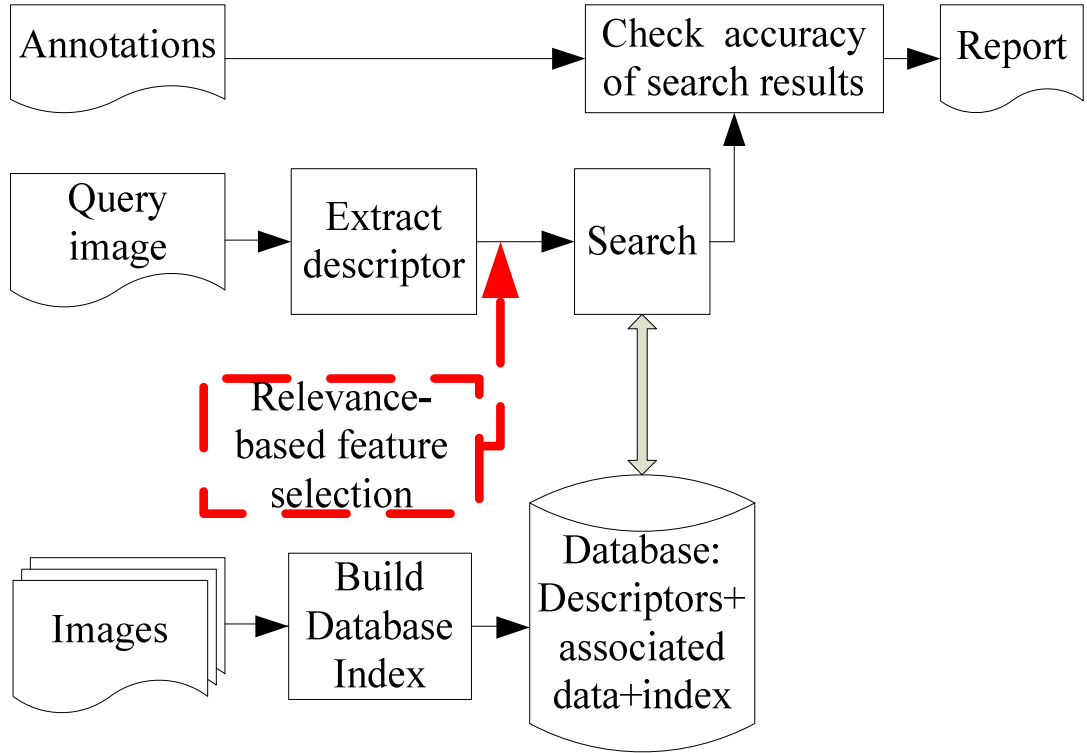 Annotations
Check accuracy
of search results
Report
Query
image
Extract
descriptor
Search
Relevance-
based feature
selection
Images
Build
Database
Index
Database:
Descriptors+
associated
data+index